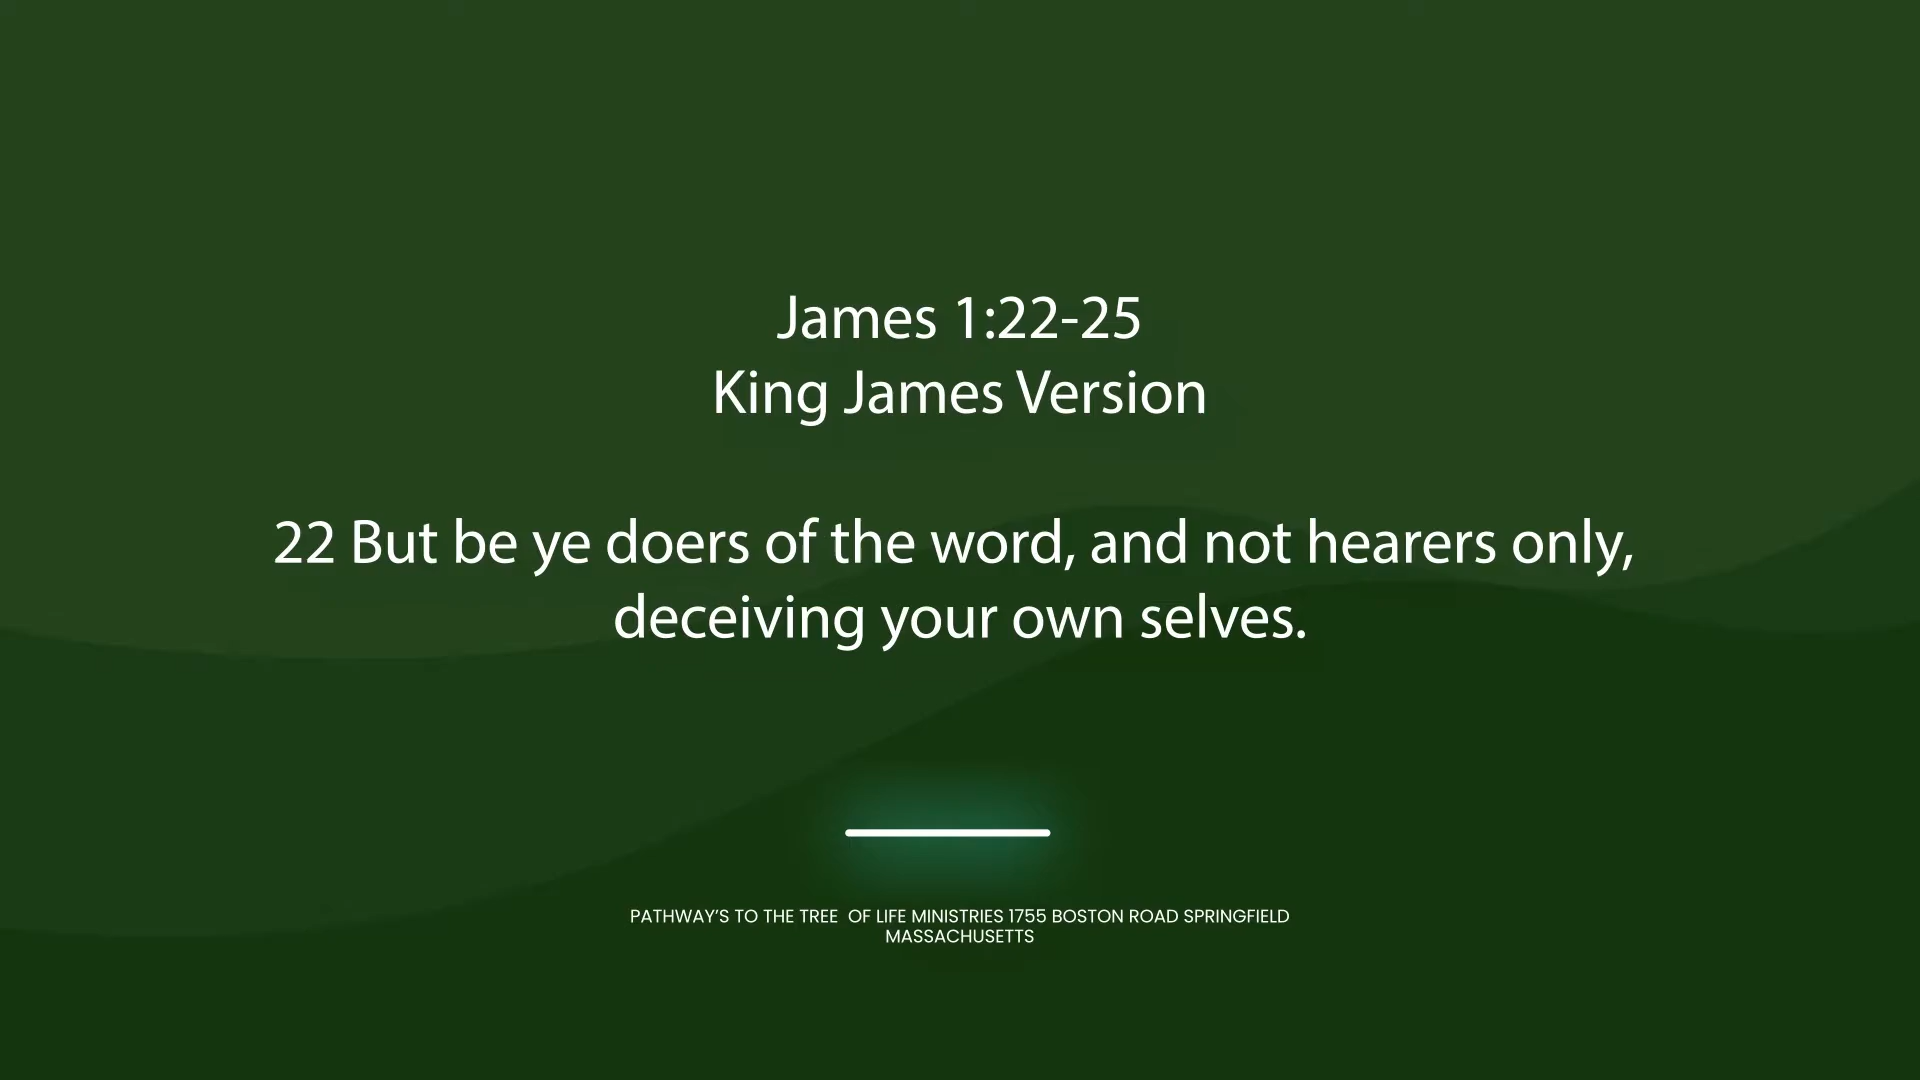 James 1:22-25
King James Version
22 But be ye doers of the word, and not hearers only,
deceiving your own selves.
PATHWAY’S TO THE TREE  OF LIFE MINISTRIES 1755 BOSTON ROAD SPRINGFIELD
MASSACHUSETTS